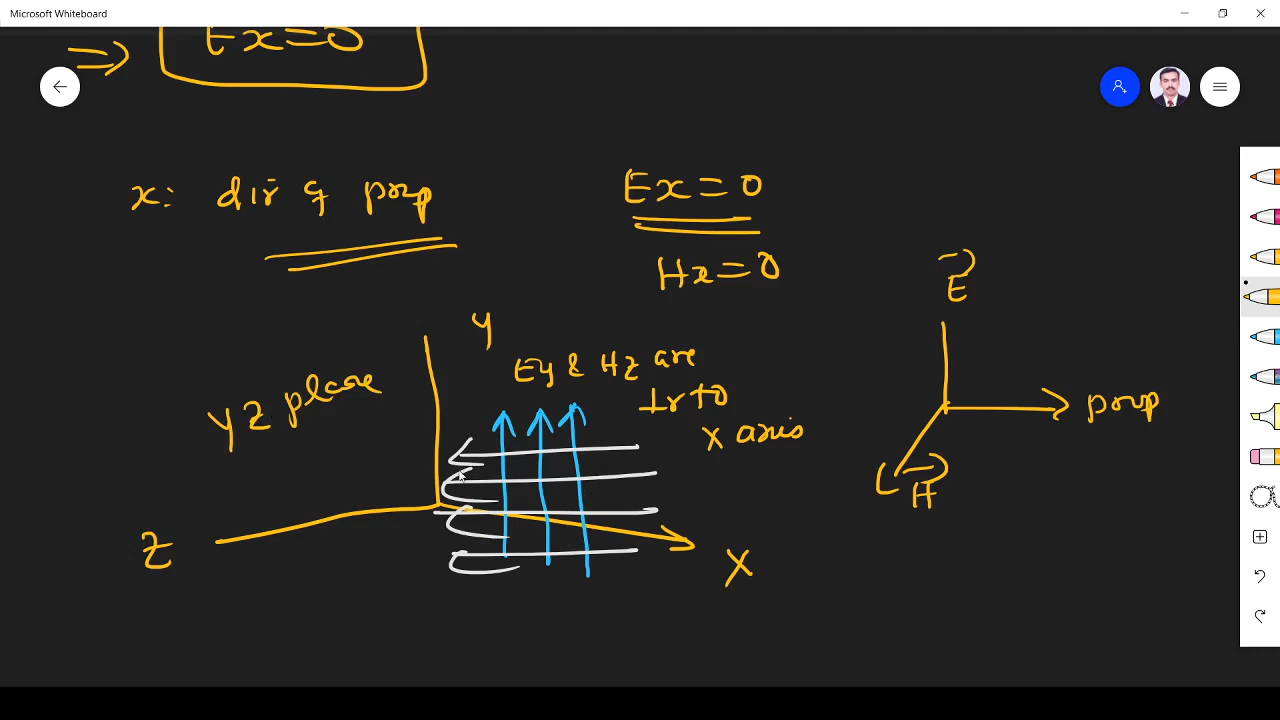 Microsoft Whiteboard
⇒ Ex=0
x: dir of prop
Ex=0
Hx=0
E
Y
Ey & Hz are
⊥r to
X axis
YZ plane
prop
H
Z
X